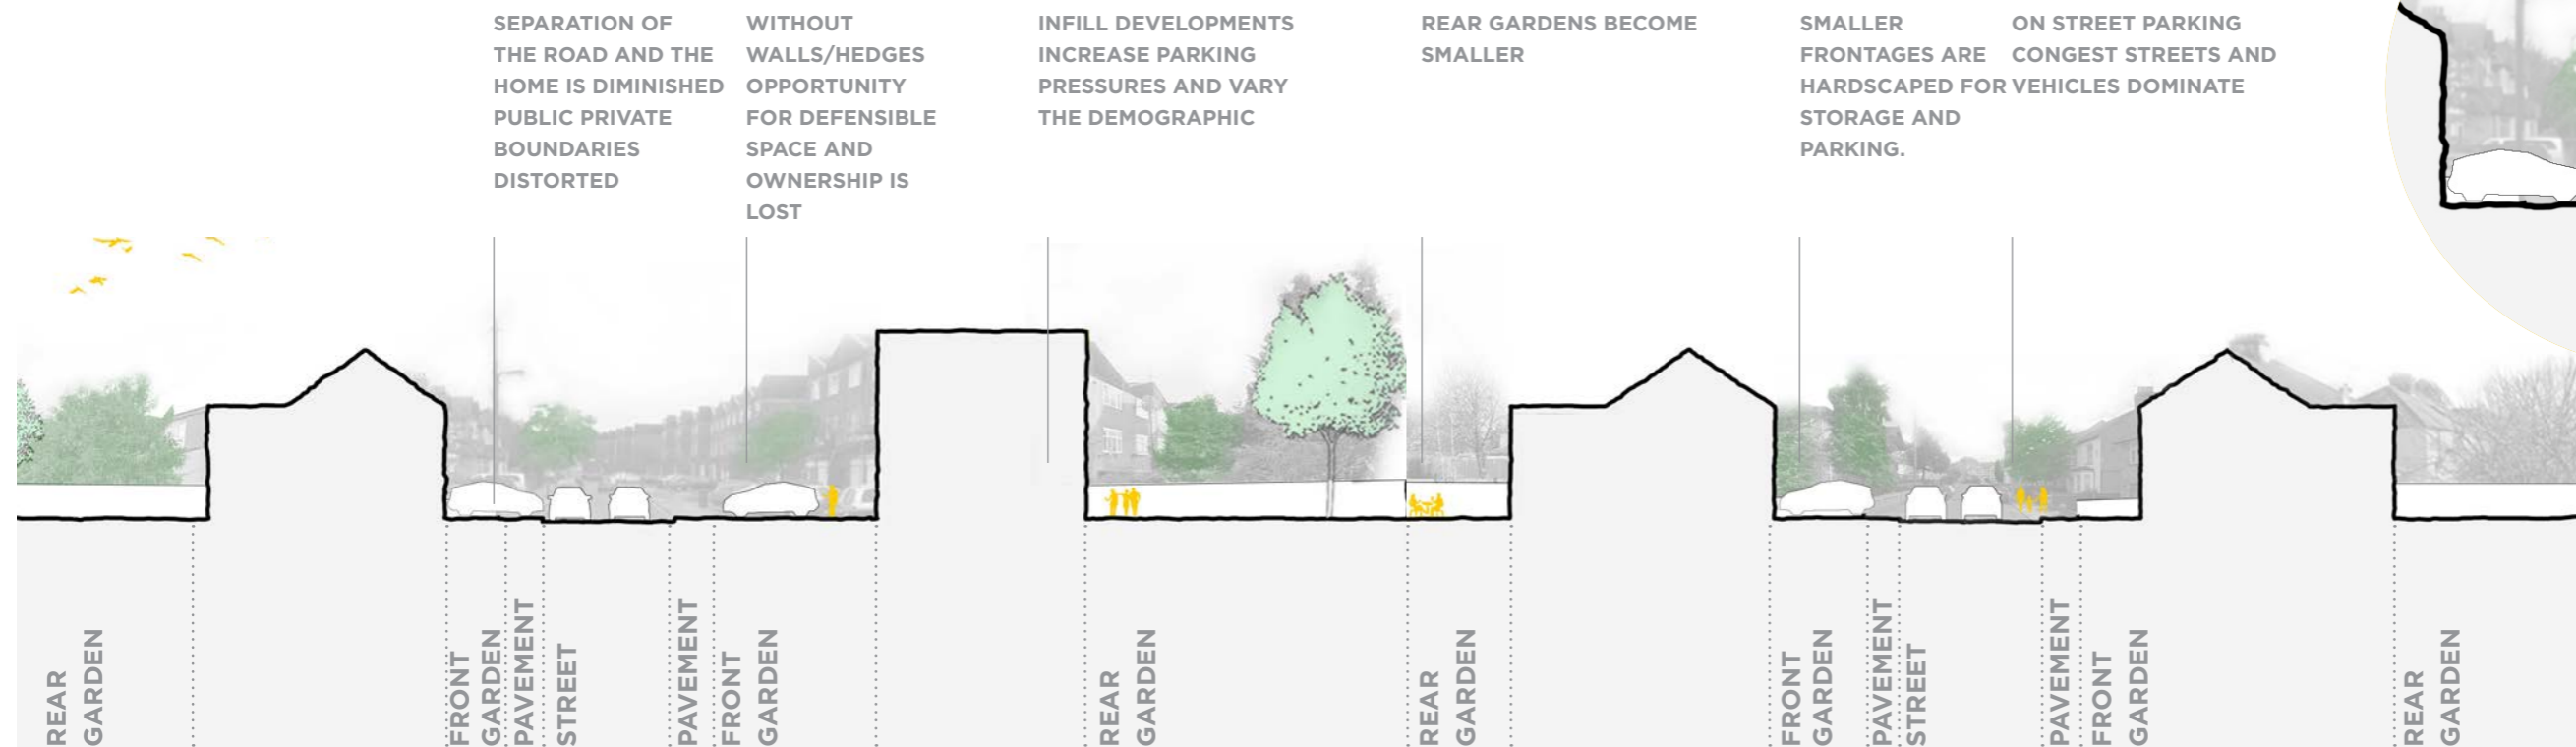 SEPARATION OF
THE ROAD AND THE
HOME IS DIMINISHED
PUBLIC PRIVATE
BOUNDARIES
DISTORTED
WITHOUT
WALLS/HEDGES
OPPORTUNITY
FOR DEFENSIBLE
SPACE AND
OWNERSHIP IS
LOST
INFILL DEVELOPMENTS
INCREASE PARKING
PRESSURES AND VARY
THE DEMOGRAPHIC
REAR GARDENS BECOME
SMALLER
SMALLER
FRONTAGES ARE
HARDSCAPED FOR
STORAGE AND
PARKING.
ON STREET PARKING
CONGEST STREETS AND
VEHICLES DOMINATE
REAR
GARDEN
FRONT
GARDEN
PAVEMENT
STREET
PAVEMENT
FRONT
GARDEN
REAR
GARDEN
REAR
GARDEN
FRONT
GARDEN
PAVEMENT
STREET
PAVEMENT
FRONT
GARDEN
REAR
GARDEN